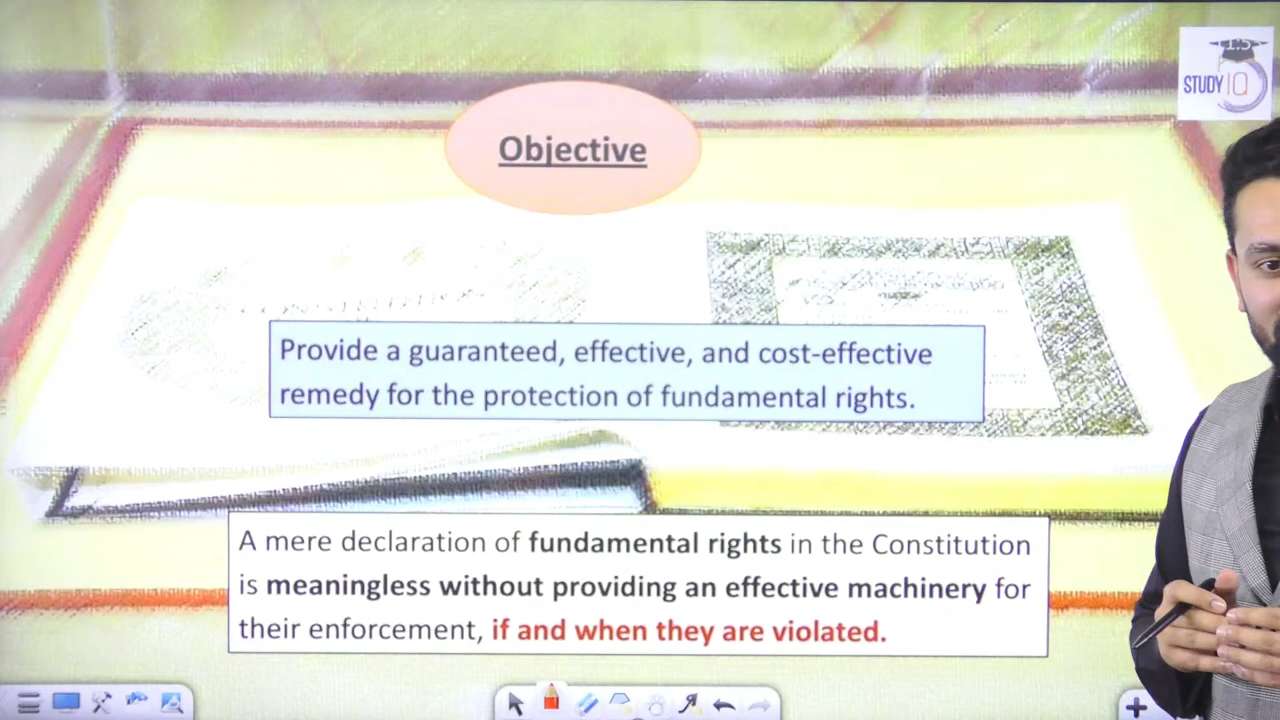 STUDY IQ
Objective
Provide a guaranteed, effective, and cost-effective
remedy for the protection of fundamental rights.
A mere declaration of fundamental rights in the Constitution
is meaningless without providing an effective machinery for
their enforcement, if and when they are violated.